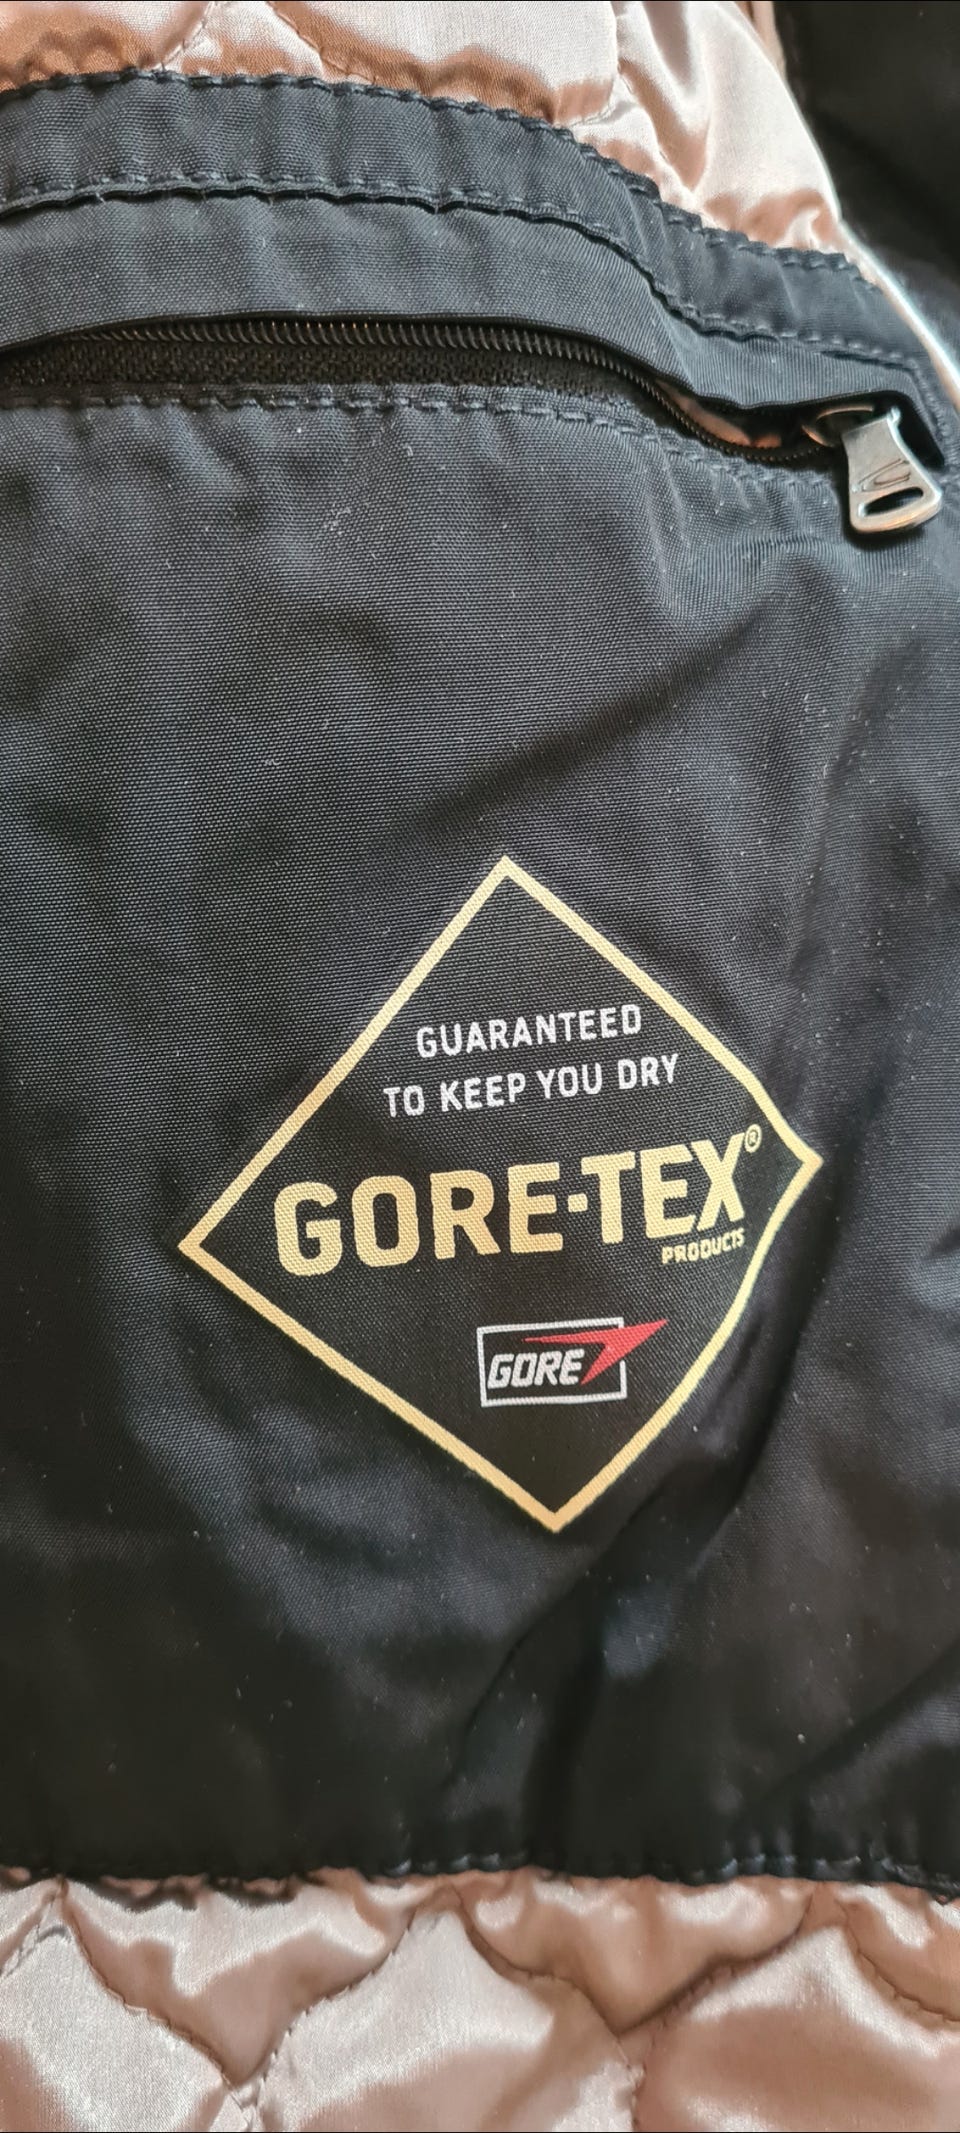 GUARANTEED
TO KEEP YOU DRY
GORE-TEX®
PRODUCTS
GORE